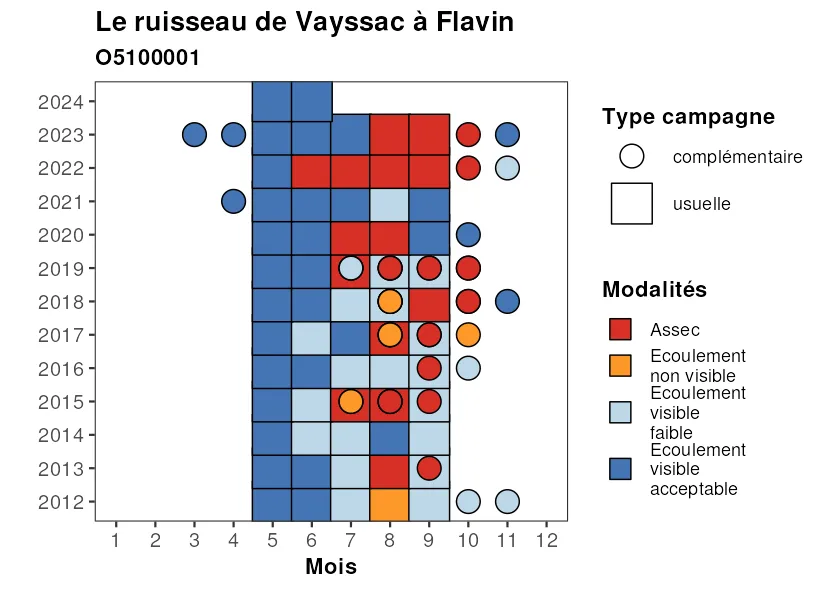 Le ruisseau de Vayssac à Flavin
O5100001
2024
2023
2022
2021
2020
2019
2018
2017
2016
2015
2014
2013
2012
1 2 3 4 5 6 7 8 9 10 11 12
Mois
Type campagne
complémentaire
usuelle
Modalités
Assec
Ecoulement
non visible
Ecoulement
visible
faible
Ecoulement
visible
acceptable